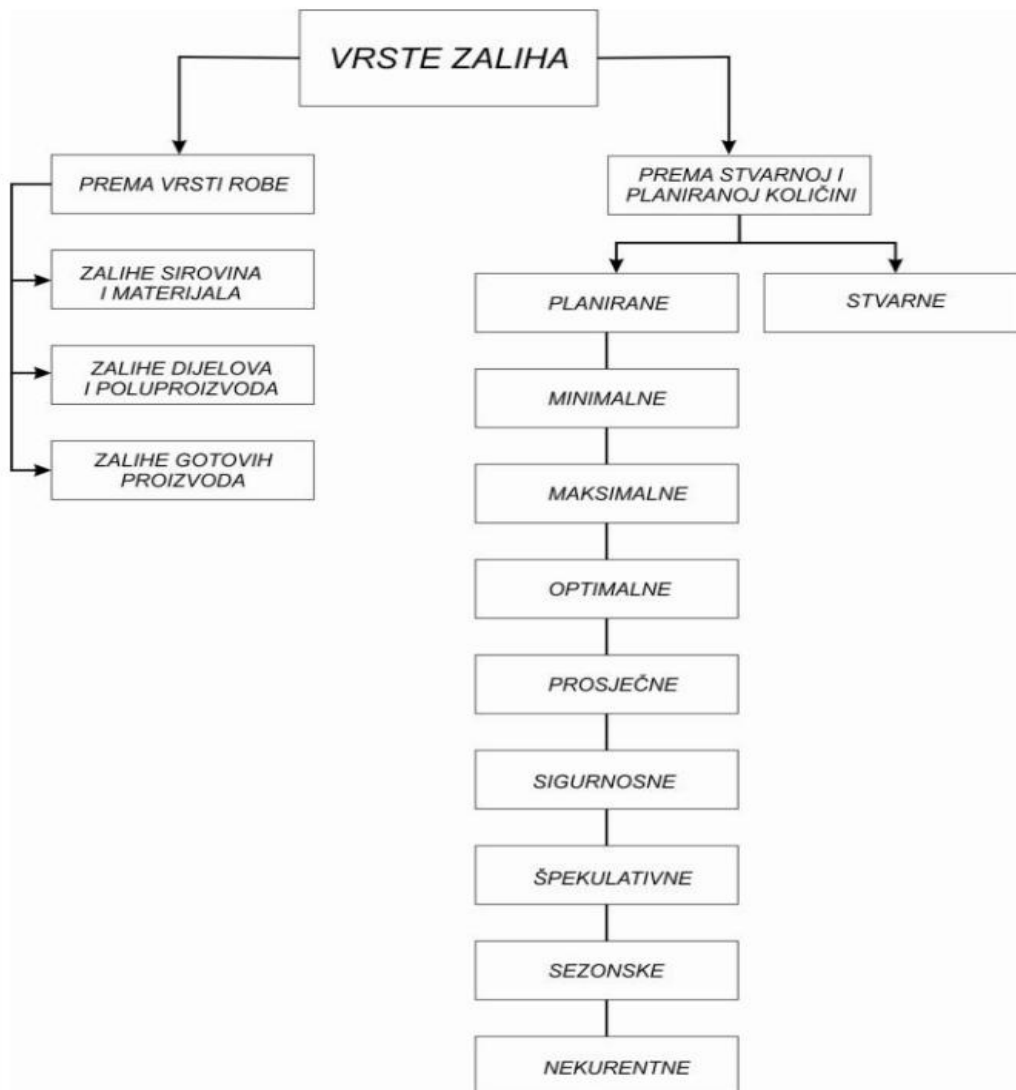 VRSTE ZALIHA
PREMA VRSTI ROBE
ZALIHE SIROVINA
I MATERIJALA
ZALIHE DIJELOVA
I POLUPROIZVODA
ZALIHE GOTOVIH
PROIZVODA
PREMA STVARNOJ I
PLANIRANOJ KOLIČINI
PLANIRANE
STVARNE
MINIMALNE
MAKSIMALNE
OPTIMALNE
PROSJEČNE
SIGURNOSNE
ŠPEKULATIVNE
SEZONSKE
NEKURENTNE